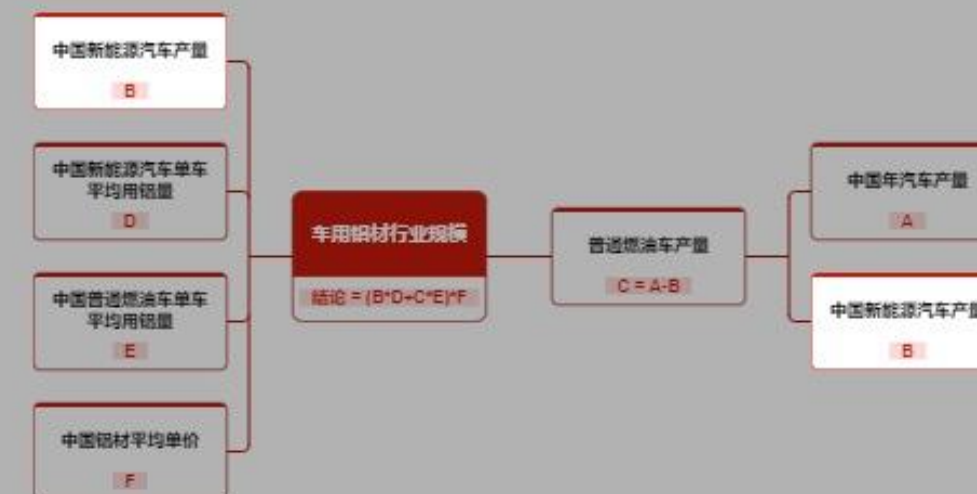 中国新能源汽车产量
B
中国新能源汽车单车
平均用铝量
D
中国普通燃油车单车
平均用铝量
E
中国铝材平均单价
F
车用铝材行业规模
结论 = (B*D+C*E)*F
普通燃油车产量
C = A-B
中国年汽车产量
A
中国新能源汽车产量
B